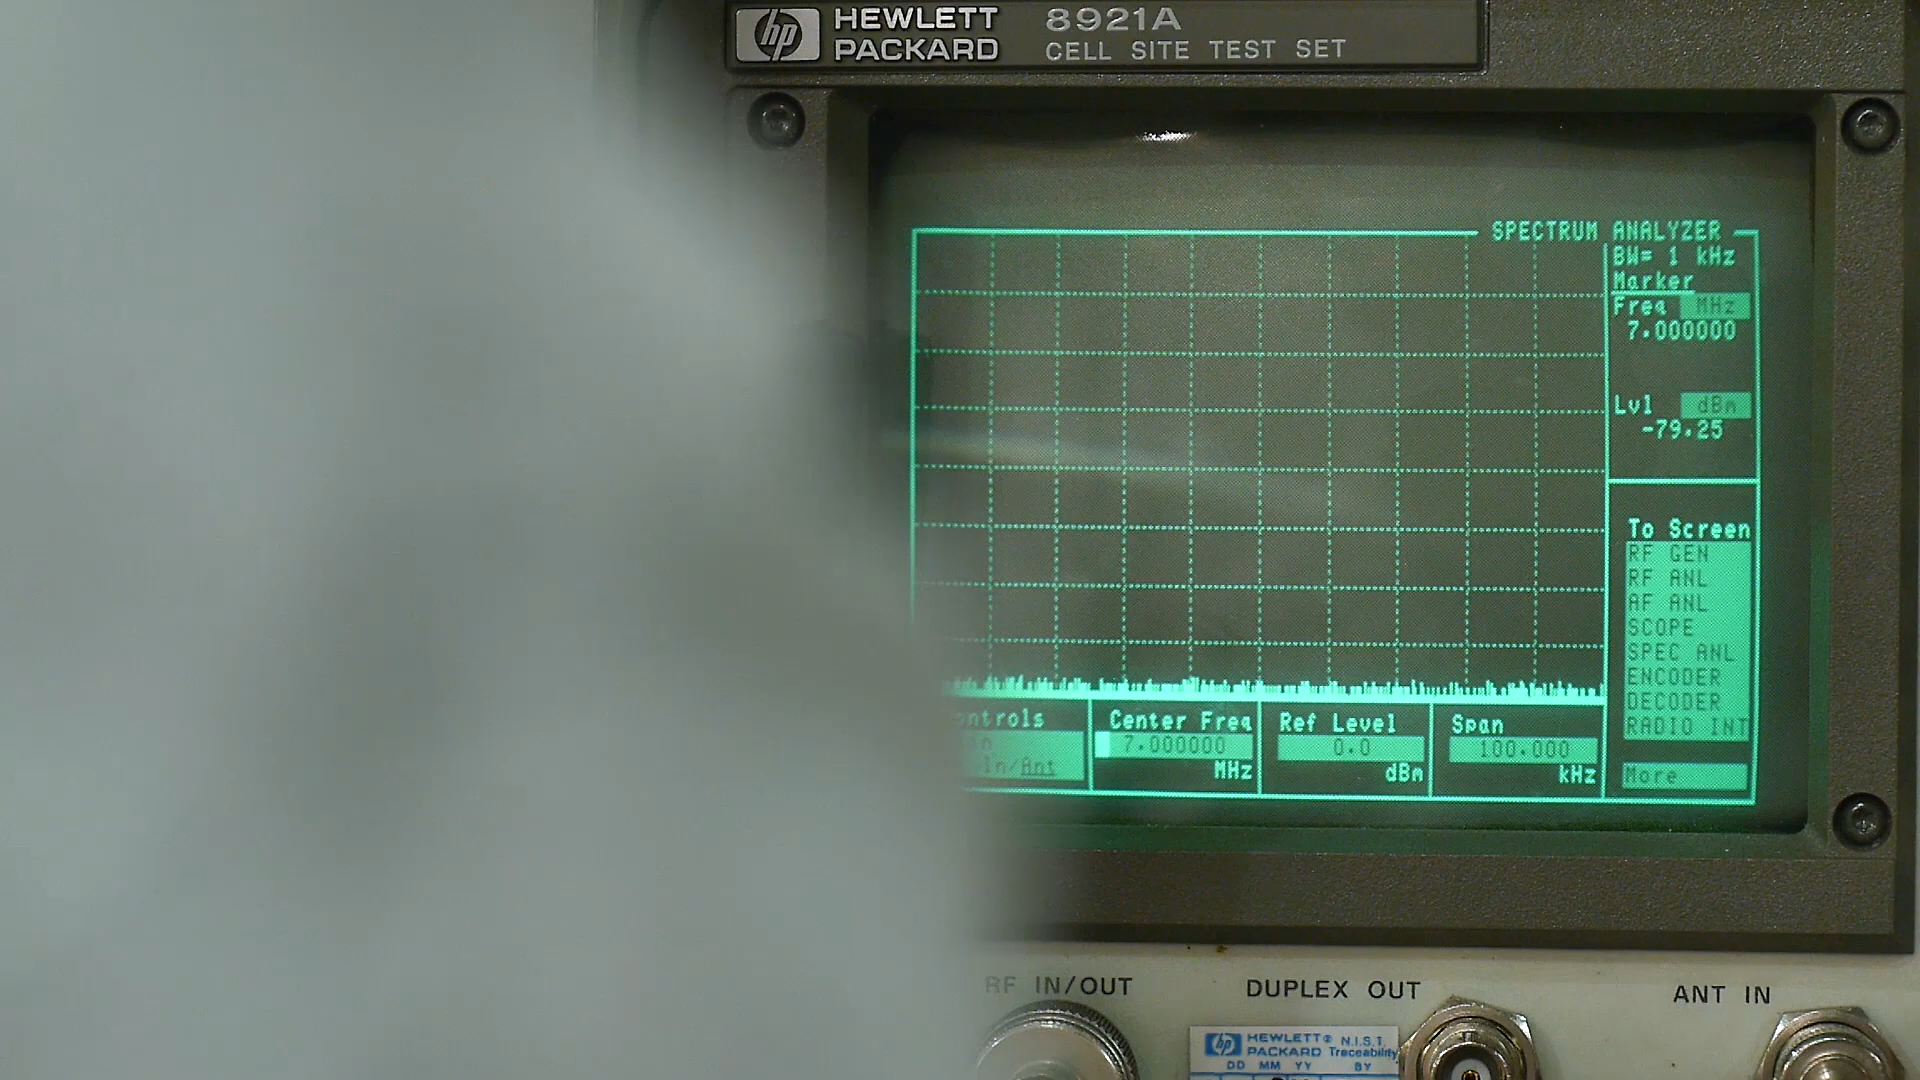 hp HEWLETT PACKARD
8921A
CELL SITE TEST SET
SPECTRUM ANALYZER
BW= 1 kHz
Marker
Freq MHz
7.000000
Lvl dBm
-79.25
To Screen
RF GEN
RF ANL
AF ANL
SCOPE
SPEC ANL
ENCODER
DECODER
RADIO INT
More
Center Freq
7.000000
MHz
Ref Level
0.0
dBm
Span
100.000
kHz
In/Ant
RF IN/OUT
DUPLEX OUT
ANT IN
hp HEWLETT® PACKARD
N.I.S.T. Traceability
DD MM YY BY